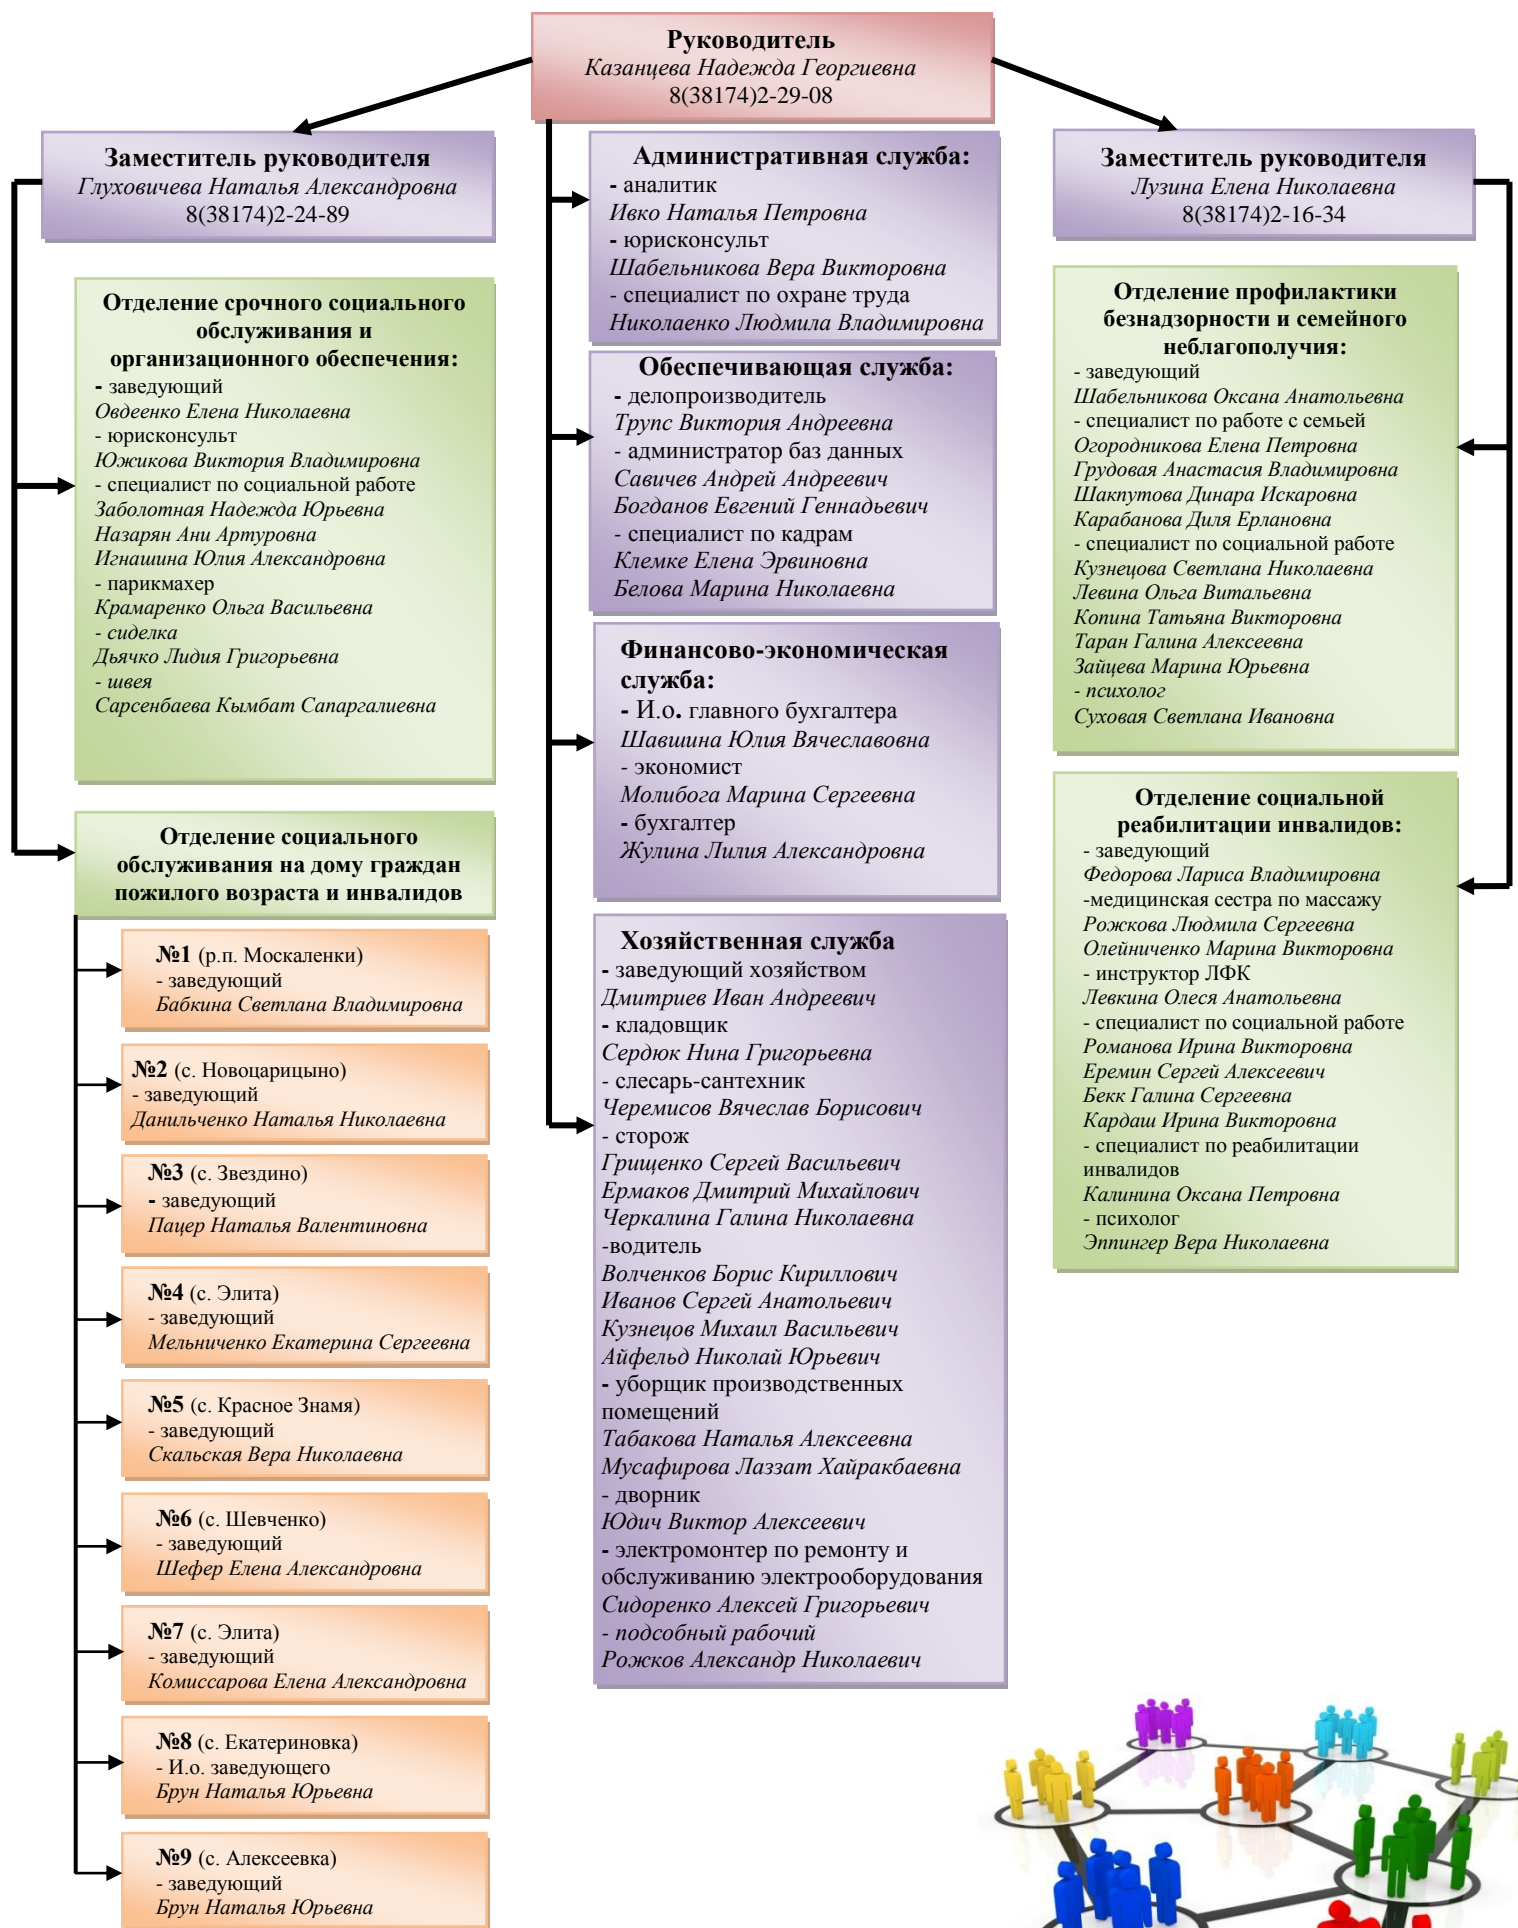 Руководитель
Казанцева Надежда Георгиевна
8(38174)2-29-08
Заместитель руководителя
Глуховичева Наталья Александровна
8(38174)2-24-89
Отделение срочного социального
обслуживания и
организационного обеспечения:
- заведующий
Овдеенко Елена Николаевна
- юрисконсульт
Южикова Виктория Владимировна
- специалист по социальной работе
Заболотная Надежда Юрьевна
Назарян Ани Артуровна
Игнашина Юлия Александровна
- парикмахер
Крамаренко Ольга Васильевна
- сиделка
Дьячко Лидия Григорьевна
- швея
Сарсенбаева Кымбат Сапаргалиевна
Отделение социального
обслуживания на дому граждан
пожилого возраста и инвалидов
№1 (р.п. Москаленки)
- заведующий
Бабкина Светлана Владимировна
№2 (с. Новоцарицыно)
- заведующий
Данильченко Наталья Николаевна
№3 (с. Звездино)
- заведующий
Пацер Наталья Валентиновна
№4 (с. Элита)
- заведующий
Мельниченко Екатерина Сергеевна
№5 (с. Красное Знамя)
- заведующий
Скальская Вера Николаевна
№6 (с. Шевченко)
- заведующий
Шефер Елена Александровна
№7 (с. Элита)
- заведующий
Комиссарова Елена Александровна
№8 (с. Екатериновка)
- И.о. заведующего
Брун Наталья Юрьевна
№9 (с. Алексеевка)
- заведующий
Брун Наталья Юрьевна
Административная служба:
- аналитик
Ивко Наталья Петровна
- юрисконсульт
Шабельникова Вера Викторовна
- специалист по охране труда
Николаенко Людмила Владимировна
Обеспечивающая служба:
- делопроизводитель
Трупс Виктория Андреевна
- администратор баз данных
Савичев Андрей Андреевич
Богданов Евгений Геннадьевич
- специалист по кадрам
Клемке Елена Эрвиновна
Белова Марина Николаевна
Финансово-экономическая
служба:
- И.о. главного бухгалтера
Шавшина Юлия Вячеславовна
- экономист
Молибога Марина Сергеевна
- бухгалтер
Жулина Лилия Александровна
Хозяйственная служба
- заведующий хозяйством
Дмитриев Иван Андреевич
- кладовщик
Сердюк Нина Григорьевна
- слесарь-сантехник
Черемисов Вячеслав Борисович
- сторож
Грищенко Сергей Васильевич
Ермаков Дмитрий Михайлович
Черкалина Галина Николаевна
-водитель
Волченков Борис Кириллович
Иванов Сергей Анатольевич
Кузнецов Михаил Васильевич
Айфельд Николай Юрьевич
- уборщик производственных
помещений
Табакова Наталья Алексеевна
Мусафирова Лаззат Хайракбаевна
- дворник
Юдич Виктор Алексеевич
- электромонтер по ремонту и
обслуживанию электрооборудования
Сидоренко Алексей Григорьевич
- подсобный рабочий
Рожков Александр Николаевич
Заместитель руководителя
Лузина Елена Николаевна
8(38174)2-16-34
Отделение профилактики
безнадзорности и семейного
неблагополучия:
- заведующий
Шабельникова Оксана Анатольевна
- специалист по работе с семьей
Огородникова Елена Петровна
Грудовая Анастасия Владимировна
Шакпутова Динара Искаровна
Карабанова Диля Ерлановна
- специалист по социальной работе
Кузнецова Светлана Николаевна
Левина Ольга Витальевна
Копина Татьяна Викторовна
Таран Галина Алексеевна
Зайцева Марина Юрьевна
- психолог
Суховая Светлана Ивановна
Отделение социальной
реабилитации инвалидов:
- заведующий
Федорова Лариса Владимировна
-медицинская сестра по массажу
Рожкова Людмила Сергеевна
Олейниченко Марина Викторовна
- инструктор ЛФК
Левкина Олеся Анатольевна
- специалист по социальной работе
Романова Ирина Викторовна
Еремин Сергей Алексеевич
Бекк Галина Сергеевна
Кардаш Ирина Викторовна
- специалист по реабилитации
инвалидов
Калинина Оксана Петровна
- психолог
Эппингер Вера Николаевна